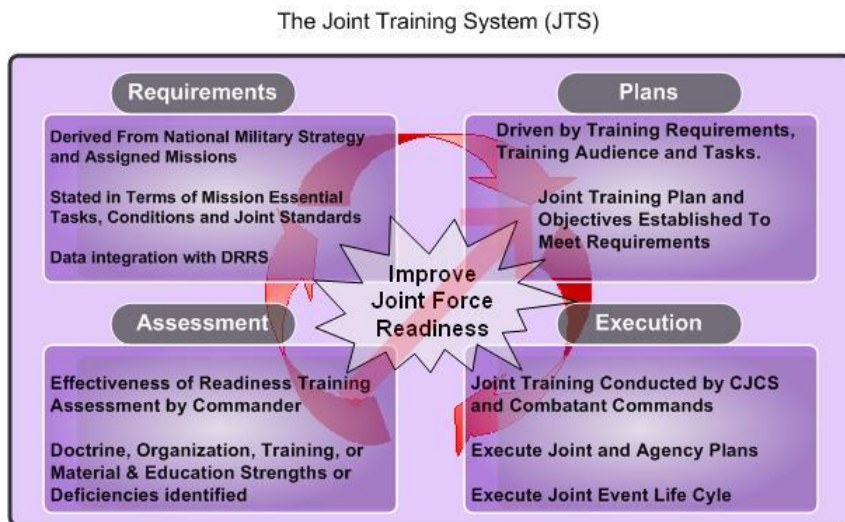 The Joint Training System (JTS)
Requirements
Derived From National Military Strategy
and Assigned Missions
Stated in Terms of Mission Essential
Tasks, Conditions and Joint Standards
Data integration with DRRS
Plans
Driven by Training Requirements,
Training Audience and Tasks.
Joint Training Plan and
Objectives Established To
Meet Requirements
Improve
Joint Force
Readiness
Assessment
Effectiveness of Readiness Training
Assessment by Commander
Doctrine, Organization, Training, or
Material & Education Strengths or
Deficiencies identified
Execution
Joint Training Conducted by CJCS
and Combatant Commands
Execute Joint and Agency Plans
Execute Joint Event Life Cyle